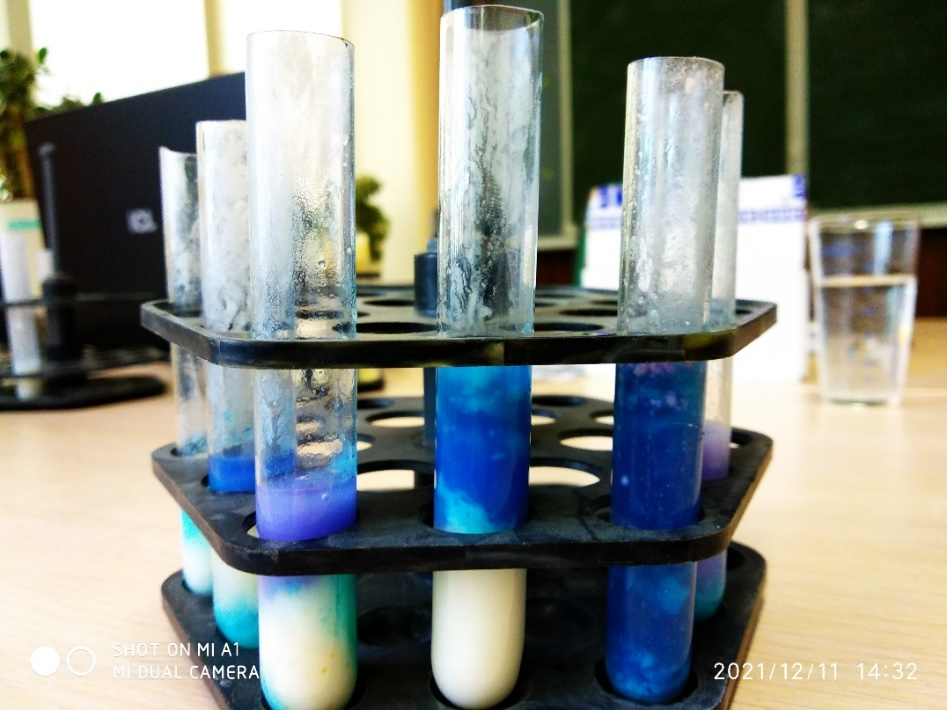 SHOT ON MI A1
MI DUAL CAMERA
2021/12/11 14:32